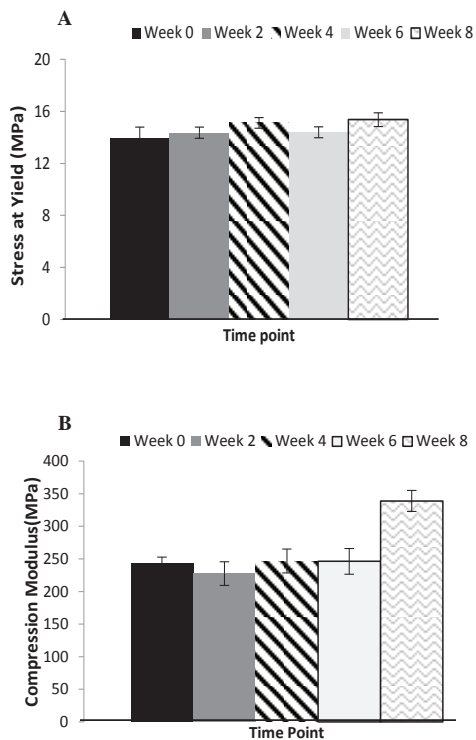 A
Week 0 Week 2 Week 4 Week 6 Week 8
20
16
12
8
4
0
Stress at Yield (MPa)
Time point
B
Week 0 Week 2 Week 4 Week 6 Week 8
400
350
300
250
200
150
100
50
0
Compression Modulus(MPa)
Time Point